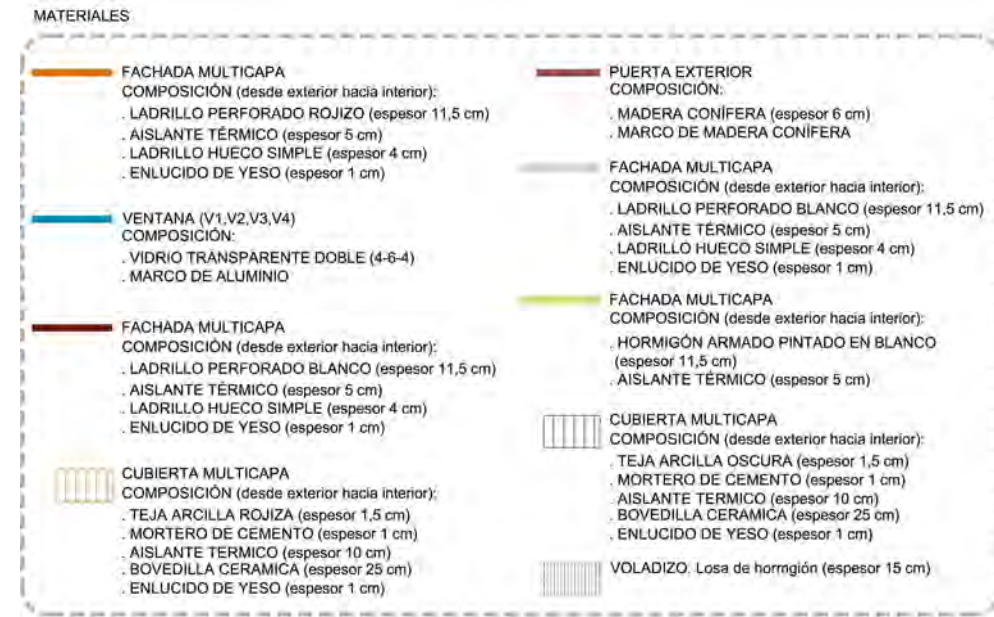 MATERIALES
FACHADA MULTICAPA
COMPOSICIÓN (desde exterior hacia interior):
. LADRILLO PERFORADO ROJIZO (espesor 11,5 cm)
. AISLANTE TÉRMICO (espesor 5 cm)
. LADRILLO HUECO SIMPLE (espesor 4 cm)
. ENLUCIDO DE YESO (espesor 1 cm)
VENTANA (V1,V2,V3,V4)
COMPOSICIÓN:
. VIDRIO TRANSPARENTE DOBLE (4-6-4)
. MARCO DE ALUMINIO
FACHADA MULTICAPA
COMPOSICIÓN (desde exterior hacia interior):
. LADRILLO PERFORADO BLANCO (espesor 11,5 cm)
. AISLANTE TÉRMICO (espesor 5 cm)
. LADRILLO HUECO SIMPLE (espesor 4 cm)
. ENLUCIDO DE YESO (espesor 1 cm)
CUBIERTA MULTICAPA
COMPOSICIÓN (desde exterior hacia interior):
. TEJA ARCILLA ROJIZA (espesor 1,5 cm)
. MORTERO DE CEMENTO (espesor 1 cm)
. AISLANTE TERMICO (espesor 10 cm)
. BOVEDILLA CERAMICA (espesor 25 cm)
. ENLUCIDO DE YESO (espesor 1 cm)
PUERTA EXTERIOR
COMPOSICIÓN:
. MADERA CONÍFERA (espesor 6 cm)
. MARCO DE MADERA CONÍFERA
FACHADA MULTICAPA
COMPOSICIÓN (desde exterior hacia interior):
. LADRILLO PERFORADO BLANCO (espesor 11,5 cm)
. AISLANTE TÉRMICO (espesor 5 cm)
. LADRILLO HUECO SIMPLE (espesor 4 cm)
. ENLUCIDO DE YESO (espesor 1 cm)
FACHADA MULTICAPA
COMPOSICIÓN (desde exterior hacia interior):
. HORMIGÓN ARMADO PINTADO EN BLANCO
(espesor 11,5 cm)
. AISLANTE TÉRMICO (espesor 5 cm)
CUBIERTA MULTICAPA
COMPOSICIÓN (desde exterior hacia interior):
. TEJA ARCILLA OSCURA (espesor 1,5 cm)
. MORTERO DE CEMENTO (espesor 1 cm)
. AISLANTE TERMICO (espesor 10 cm)
. BOVEDILLA CERAMICA (espesor 25 cm)
. ENLUCIDO DE YESO (espesor 1 cm)
VOLADIZO. Losa de horrngión (espesor 15 cm)